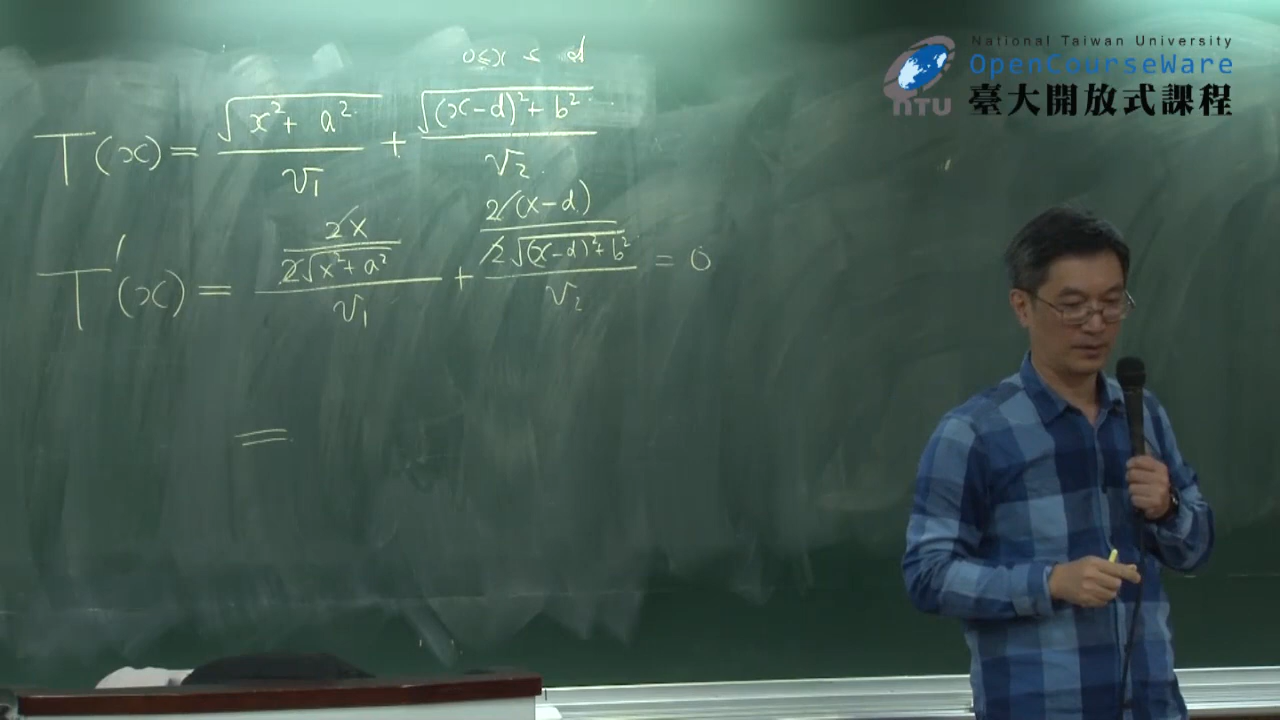 National Taiwan University
OpenCourseWare
臺大開放式課程
NTU
0≤x ≤ d
T(x) = √(x²+ a²)/v₁ + √((x-d)²+ b²)/v₂
T'(x) = (2x/(2√(x²+a²)))/v₁ + (2(x-d)/(2√((x-d)²+b²)))/v₂ = 0
=